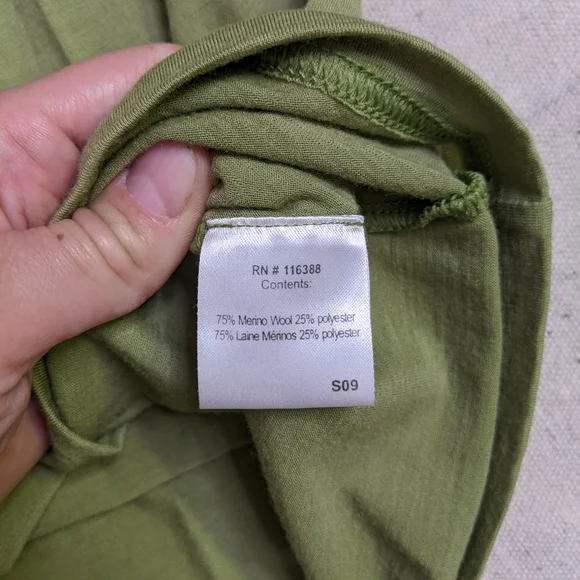 RN # 116388
Contents:
75% Merino Wool 25% polyester
75% Laine Mérinos 25% polyester
S09